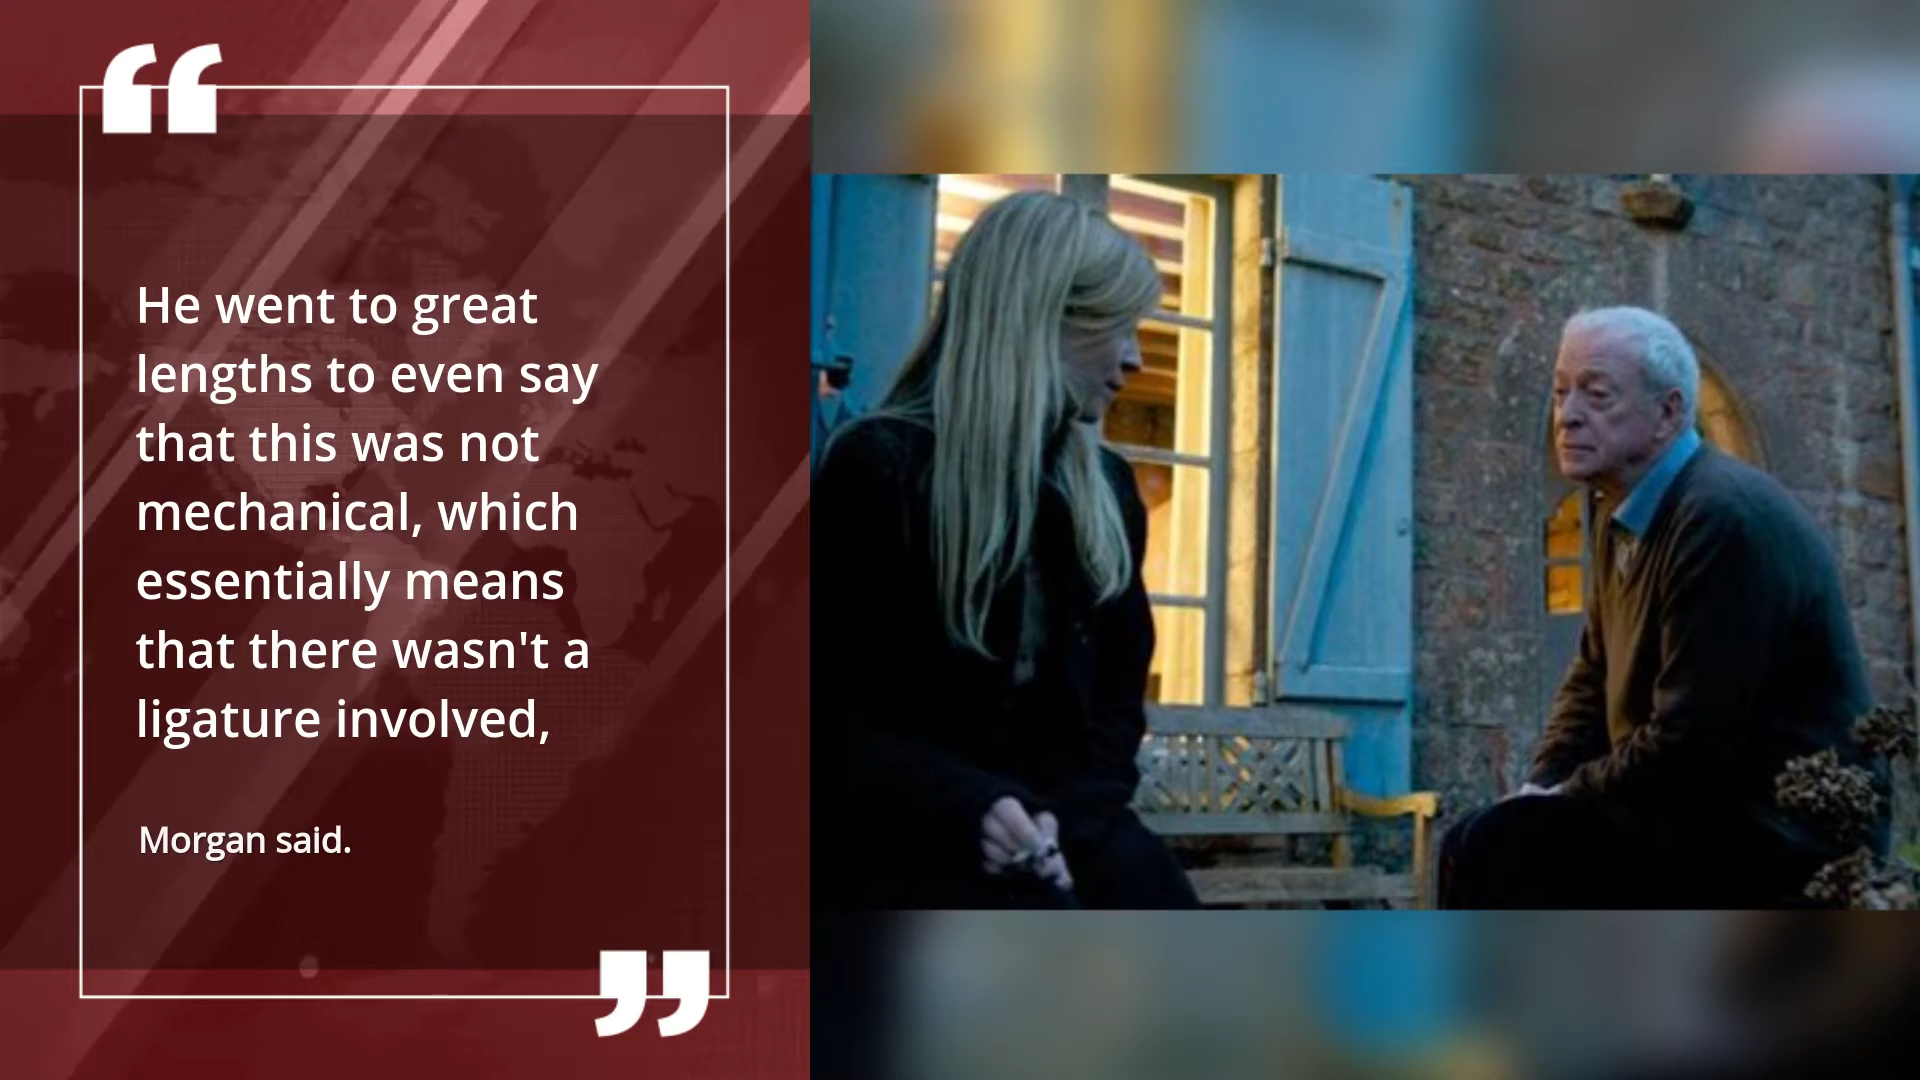 “
He went to great
lengths to even say
that this was not
mechanical, which
essentially means
that there wasn't a
ligature involved,
Morgan said.
”